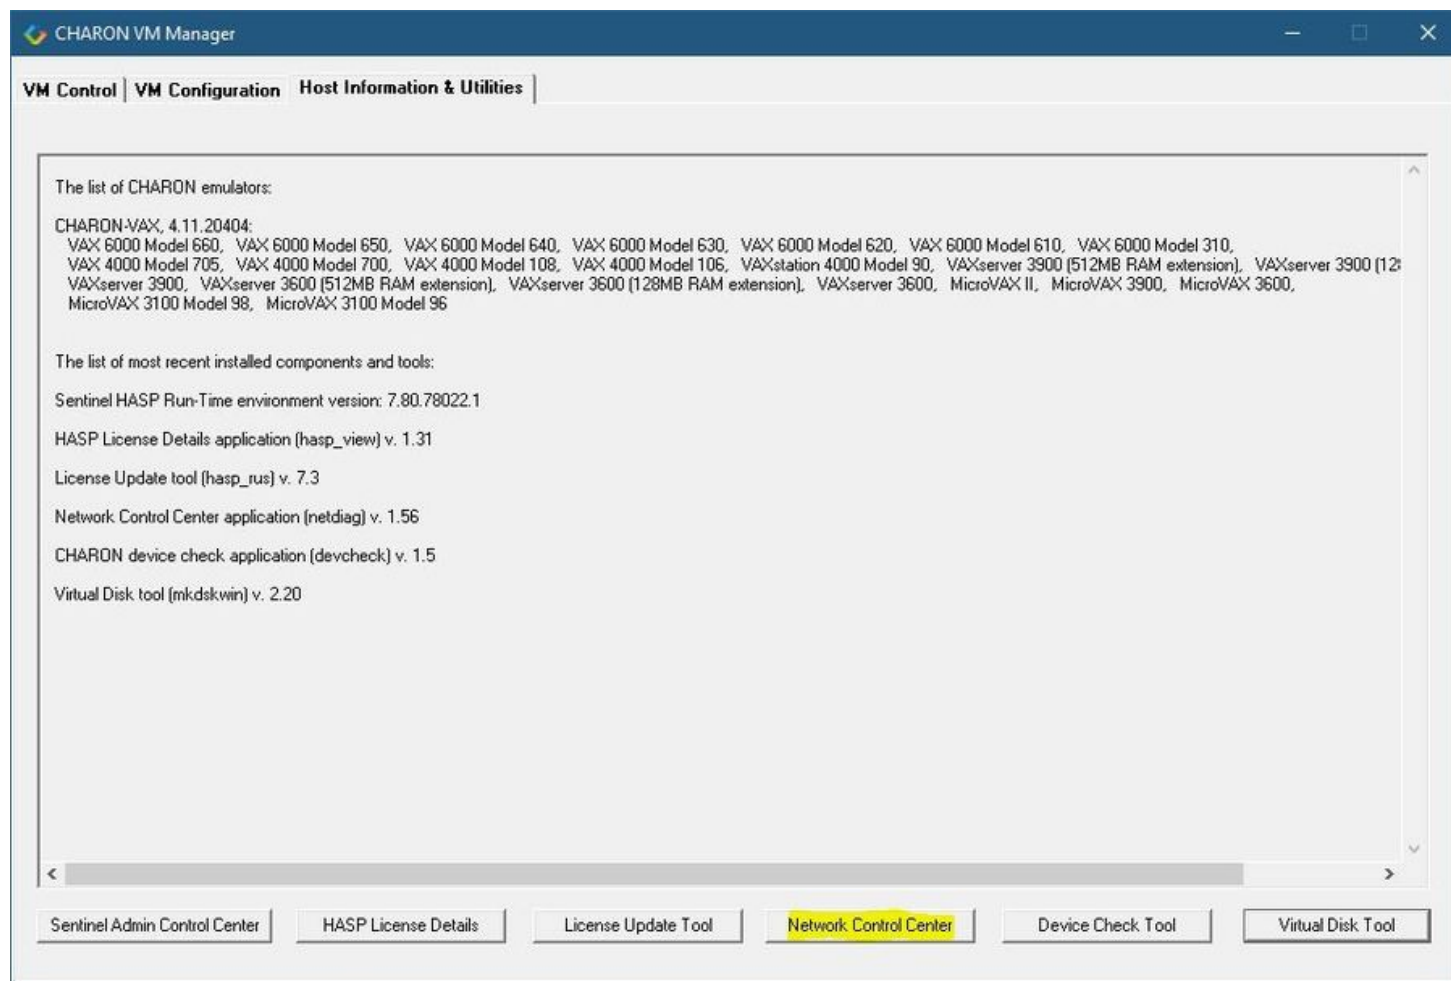 CHARON VM Manager
VM Control VM Configuration Host Information & Utilities
The list of CHARON emulators:
CHARON-VAX, 4.11.20404:
VAX 6000 Model 660, VAX 6000 Model 650, VAX 6000 Model 640, VAX 6000 Model 630, VAX 6000 Model 620, VAX 6000 Model 610, VAX 6000 Model 310,
VAX 4000 Model 705, VAX 4000 Model 700, VAX 4000 Model 108, VAX 4000 Model 106, VAXstation 4000 Model 90, VAXserver 3900 (512MB RAM extension), VAXserver 3900 (128
VAXserver 3900, VAXserver 3600 (512MB RAM extension), VAXserver 3600 (128MB RAM extension), VAXserver 3600, MicroVAX II, MicroVAX 3900, MicroVAX 3600,
MicroVAX 3100 Model 98, MicroVAX 3100 Model 96
The list of most recent installed components and tools:
Sentinel HASP Run-Time environment version: 7.80.78022.1
HASP License Details application (hasp_view) v. 1.31
License Update tool (hasp_rus) v. 7.3
Network Control Center application (netdiag) v. 1.56
CHARON device check application (devcheck) v. 1.5
Virtual Disk tool (mkdskwin) v. 2.20
Sentinel Admin Control Center HASP License Details License Update Tool Network Control Center Device Check Tool Virtual Disk Tool